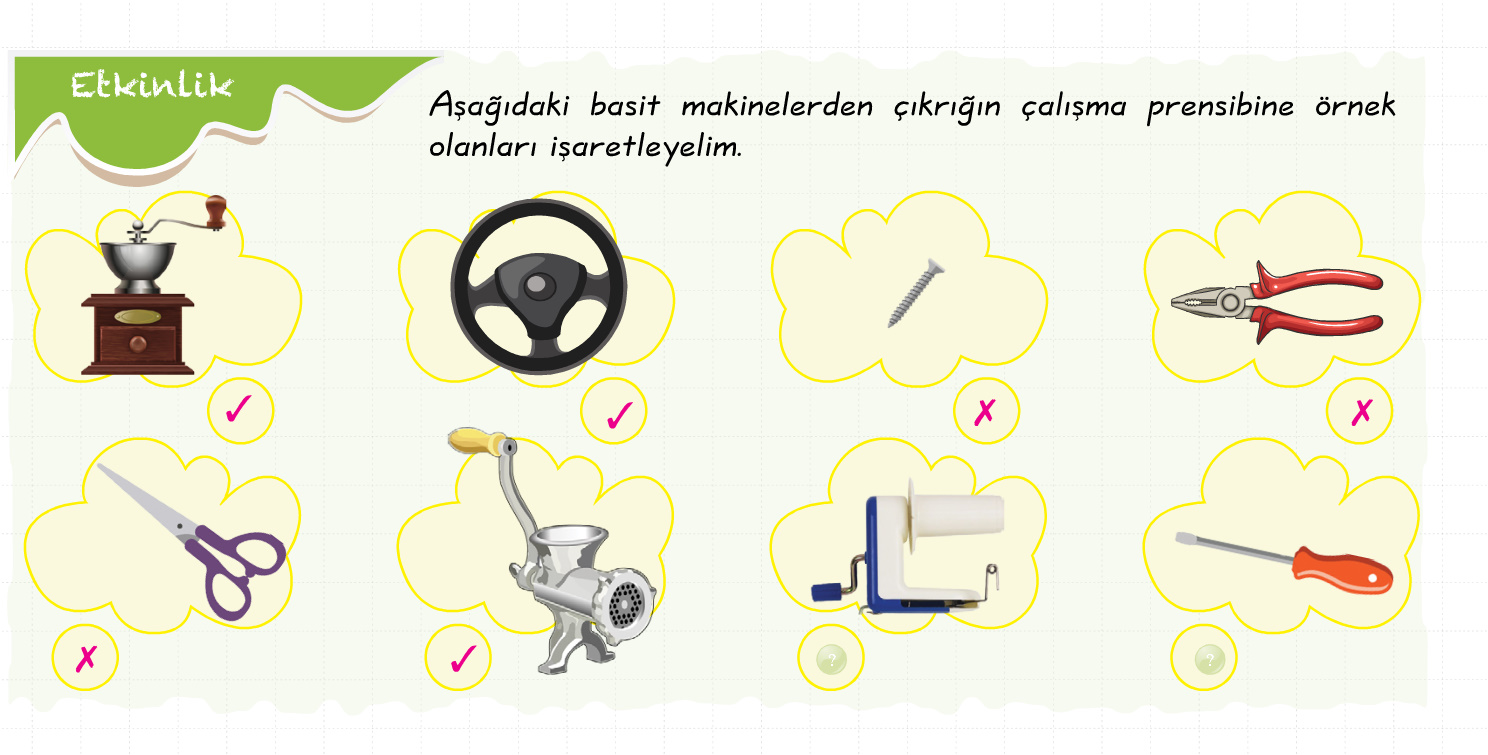 Etkinlik
Aşağıdaki basit makinelerden çıkrığın çalışma prensibine örnek
olanları işaretleyelim.
✓ ✓ ✗ ✗
✗ ✓ ? ?